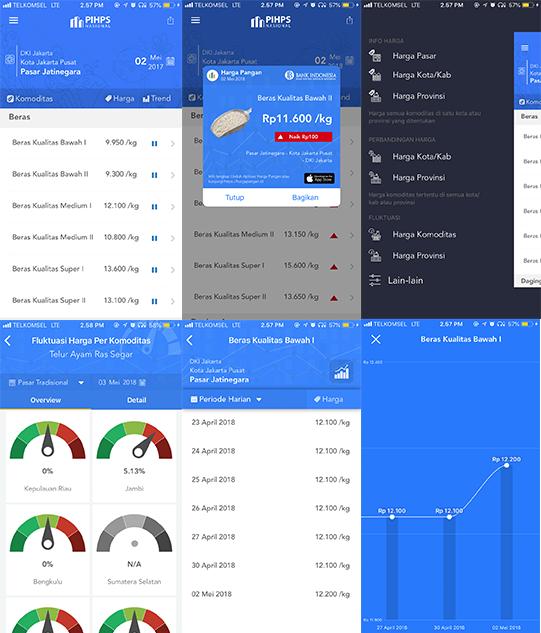 TELKOMSEL LTE 2.57 PM 58%
PIHPS
NASIONAL
DKI Jakarta
Kota Jakarta Pusat
Pasar Jatinegara
02 Mei
2017
Komoditas Harga Trend
Beras
Beras Kualitas Bawah I 9.950 /kg
Beras Kualitas Bawah II 9.300 /kg
Beras Kualitas Medium I 12.100 /kg
Beras Kualitas Medium II 10.800 /kg
Beras Kualitas Super I 13.600 /kg
Beras Kualitas Super II 13.100 /kg
TELKOMSEL LTE 2.57 PM 57%
PIHPS
NASIONAL
DKI Jakarta
Harga Pangan
02 Mei 2018
BANK INDONESIA
Beras Kualitas Bawah II
Rp11.600 /kg
Naik Rp100
Pasar Jatinegara - Kota Jakarta Pusat
- DKI Jakarta
App Store
Tutup Bagikan
Beras Kualitas Medium II 13.150 /kg
Beras Kualitas Super I 15.600 /kg
Beras Kualitas Super II 13.650 /kg
TELKOMSEL LTE 2.57 PM 57%
INFO HARGA
Harga Pasar
Harga Kota/Kab
Harga Provinsi
Harga semua komoditas di satu kota atau
provinsi yang ditentukan
PERBANDINGAN HARGA
Harga Kota/Kab
Harga Provinsi
Harga komoditas tertentu di semua kota/
kab atau provinsi
FLUKTUASI
Harga Komoditas
Harga Provinsi
Lain-lain
Beras
Beras
Beras
Beras
Beras
Beras
Beras
Daging
TELKOMSEL LTE 2.58 PM 57%
Fluktuasi Harga Per Komoditas
Telur Ayam Ras Segar
Pasar Tradisional 03 Mei 2018
Overview Detail
0%
Kepulauan Riau
5.13%
Jambi
0%
Bengkulu
N/A
Sumatera Selatan
TELKOMSEL LTE 2.57 PM 57%
Beras Kualitas Bawah I
DKI Jakarta
Kota Jakarta Pusat
Pasar Jatinegara
Periode Harian Harga
23 April 2018 12.100 /kg
24 April 2018 12.100 /kg
25 April 2018 12.100 /kg
26 April 2018 12.100 /kg
27 April 2018 12.100 /kg
30 April 2018 12.100 /kg
02 Mei 2018 12.200 /kg
TELKOMSEL LTE 2.57 PM 57%
Beras Kualitas Bawah I
Rp 12.200
Rp 12.100
Rp 12.100
27 April 2018 30 April 2018 02 Mei 2018